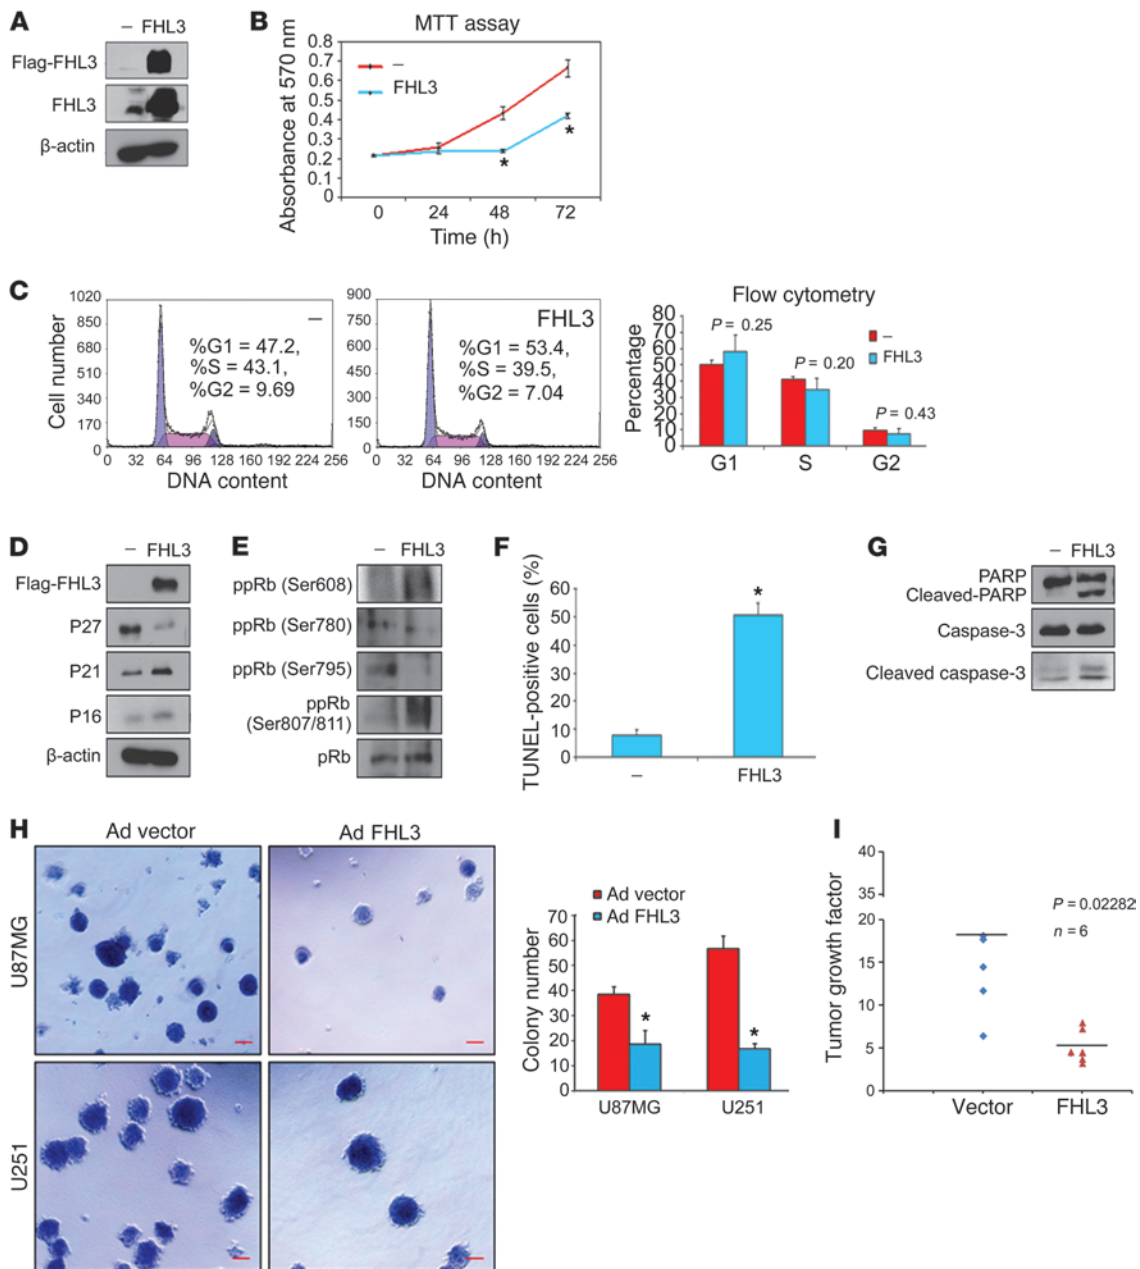 A
– FHL3
Flag-FHL3
FHL3
β-actin
B
MTT assay
Absorbance at 570 nm
0.8
0.7
0.6
0.5
0.4
0.3
0.2
0.1
0
–
FHL3
*
*
0 24 48 72
Time (h)
C
Cell number
1020
850
680
510
340
170
0
–
%G1 = 47.2,
%S = 43.1,
%G2 = 9.69
0 32 64 96 128 160 192 224 256
DNA content
900
750
600
450
300
150
0
FHL3
%G1 = 53.4,
%S = 39.5,
%G2 = 7.04
0 32 64 96 128 160 192 224 256
DNA content
Flow cytometry
Percentage
80
70
60
50
40
30
20
10
0
P = 0.25
P = 0.20
P = 0.43
–
FHL3
G1 S G2
D
– FHL3
Flag-FHL3
P27
P21
P16
β-actin
E
– FHL3
ppRb (Ser608)
ppRb (Ser780)
ppRb (Ser795)
ppRb
(Ser807/811)
pRb
F
TUNEL-positive cells (%)
60
50
40
30
20
10
0
*
– FHL3
G
– FHL3
PARP
Cleaved-PARP
Caspase-3
Cleaved caspase-3
H
Ad vector Ad FHL3
U87MG
U251
Ad vector
Ad FHL3
Colony number
70
60
50
40
30
20
10
0
*
*
U87MG U251
I
Tumor growth factor
40
35
20
15
10
5
0
P = 0.02282
n = 6
Vector FHL3